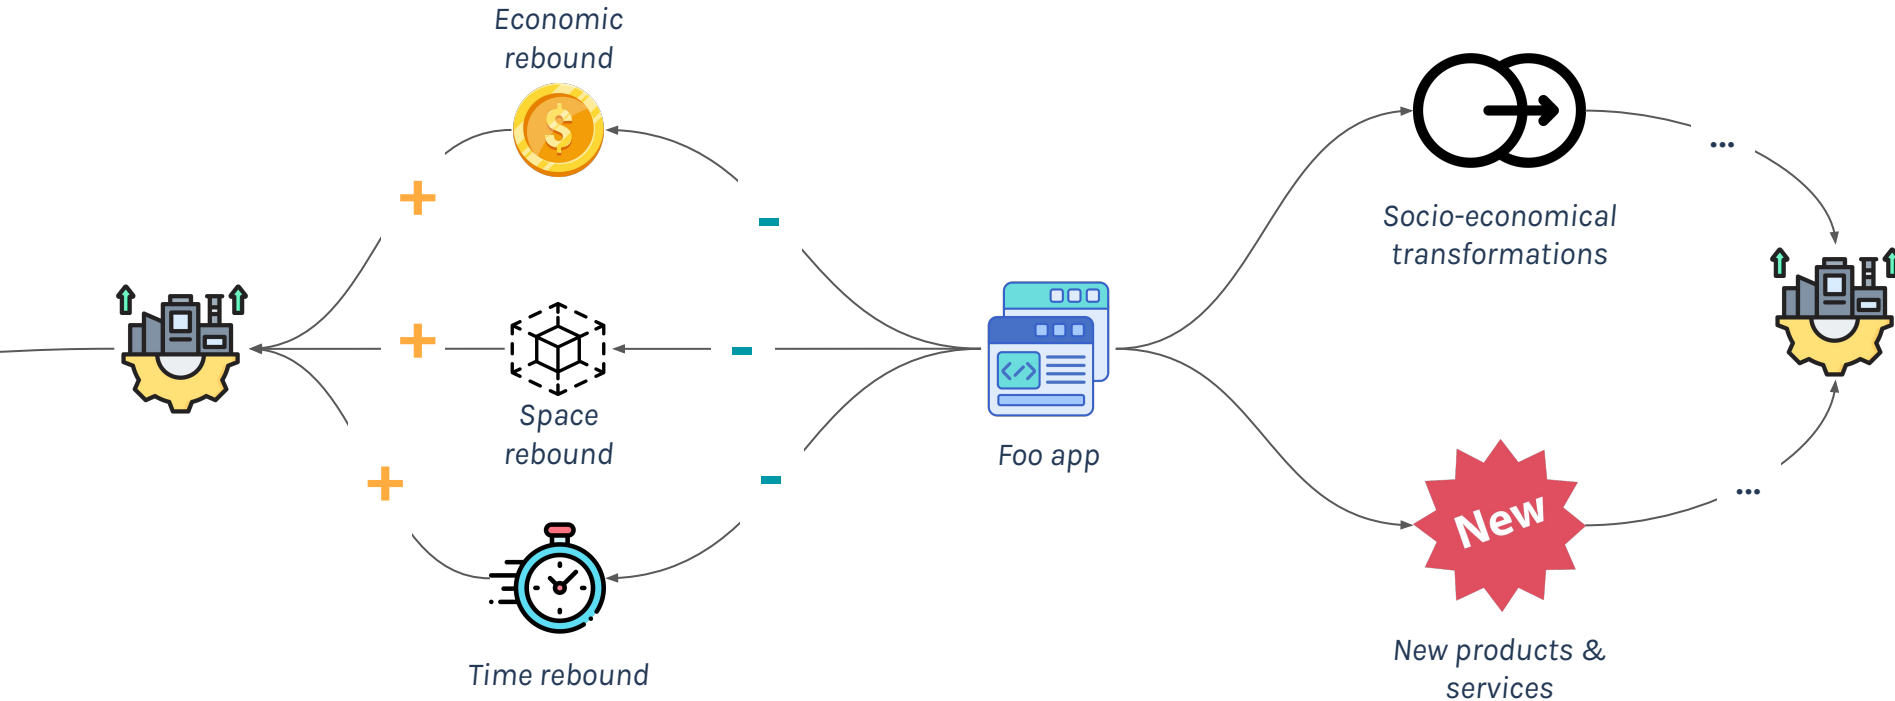 Economic
rebound
$
+
-
Space
rebound
+
-
Time rebound
+
-
Foo app
</>
Socio-economical
transformations
...
New
New products &
services
...